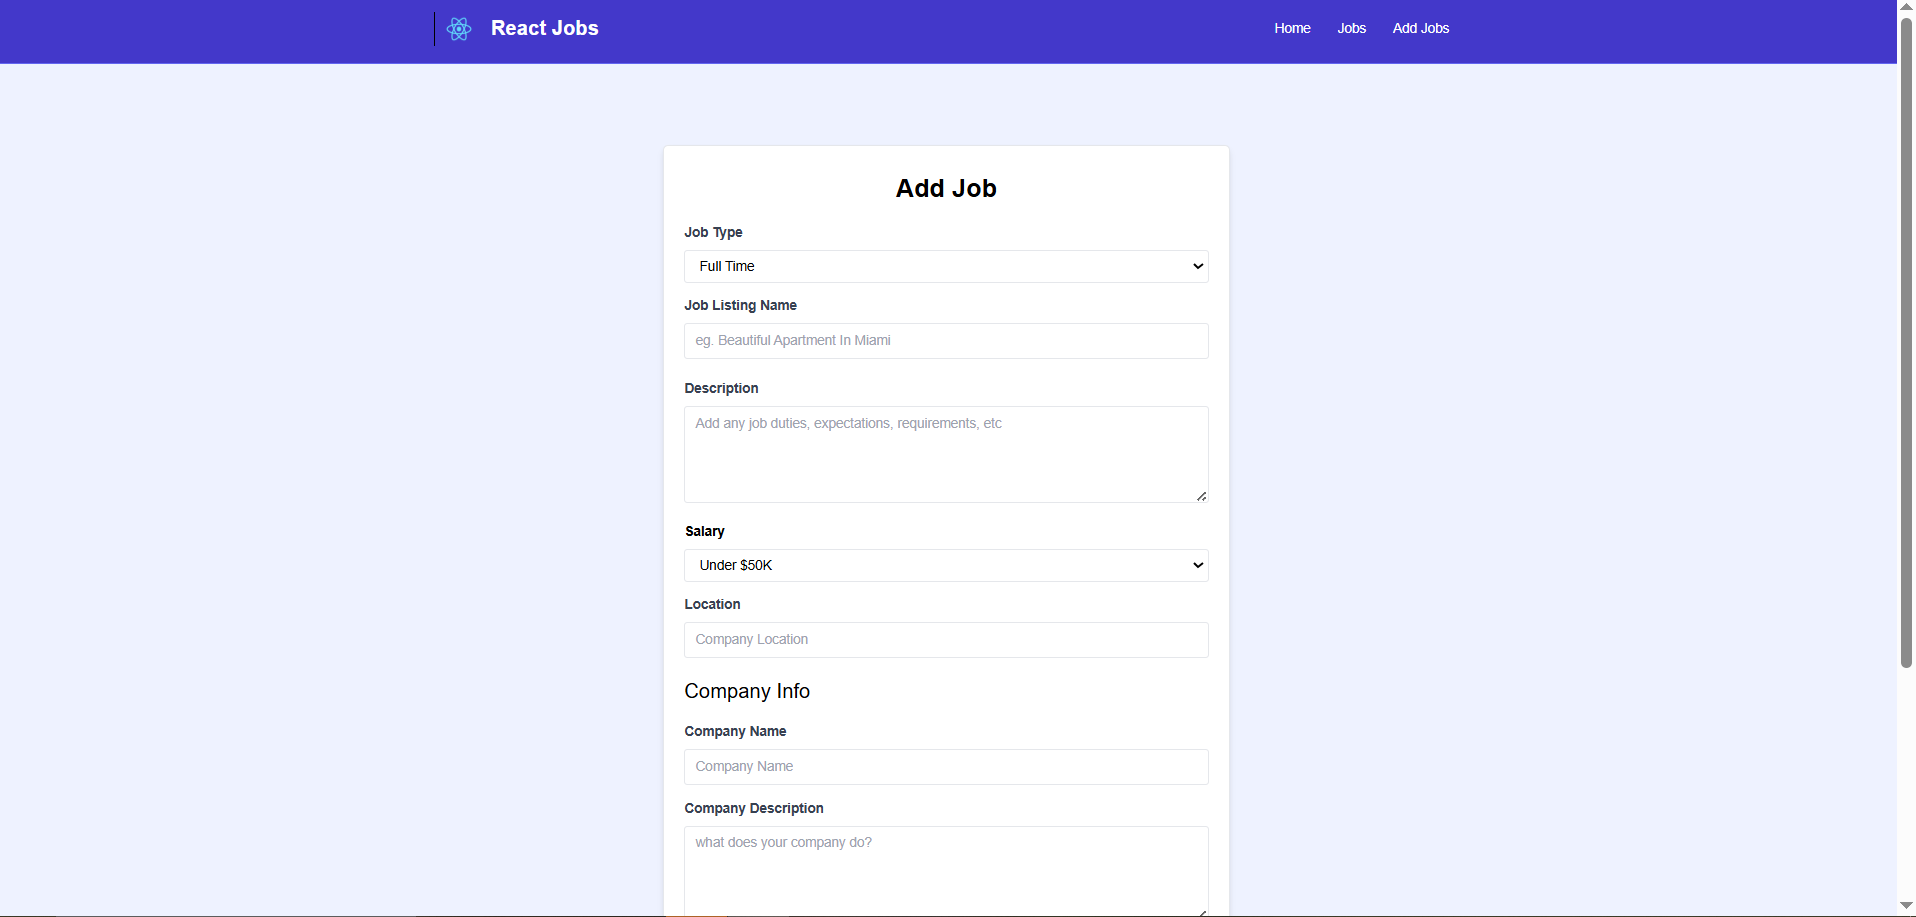 React Jobs
Home Jobs Add Jobs
Add Job
Job Type
Full Time
Job Listing Name
eg. Beautiful Apartment In Miami
Description
Add any job duties, expectations, requirements, etc
Salary
Under $50K
Location
Company Location
Company Info
Company Name
Company Name
Company Description
what does your company do?